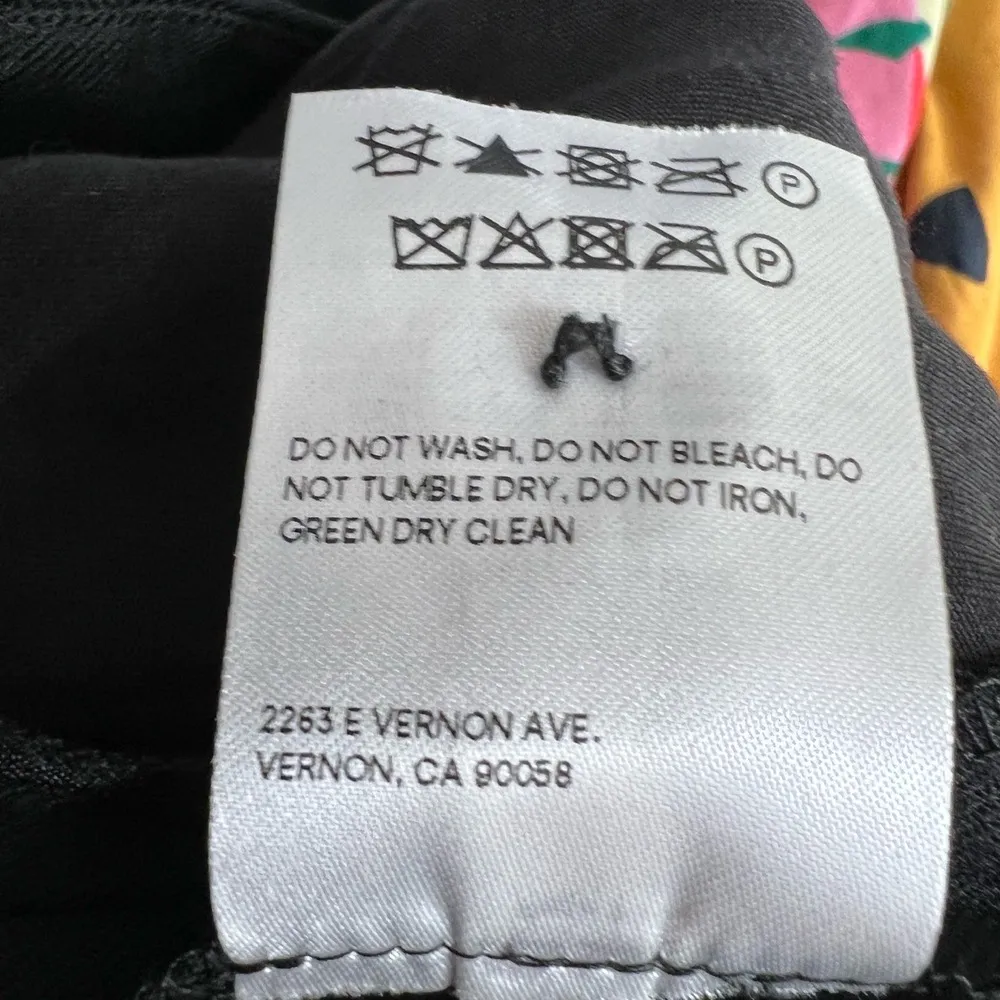 P
P
DO NOT WASH, DO NOT BLEACH, DO
NOT TUMBLE DRY, DO NOT IRON,
GREEN DRY CLEAN
2263 E VERNON AVE.
VERNON, CA 90058